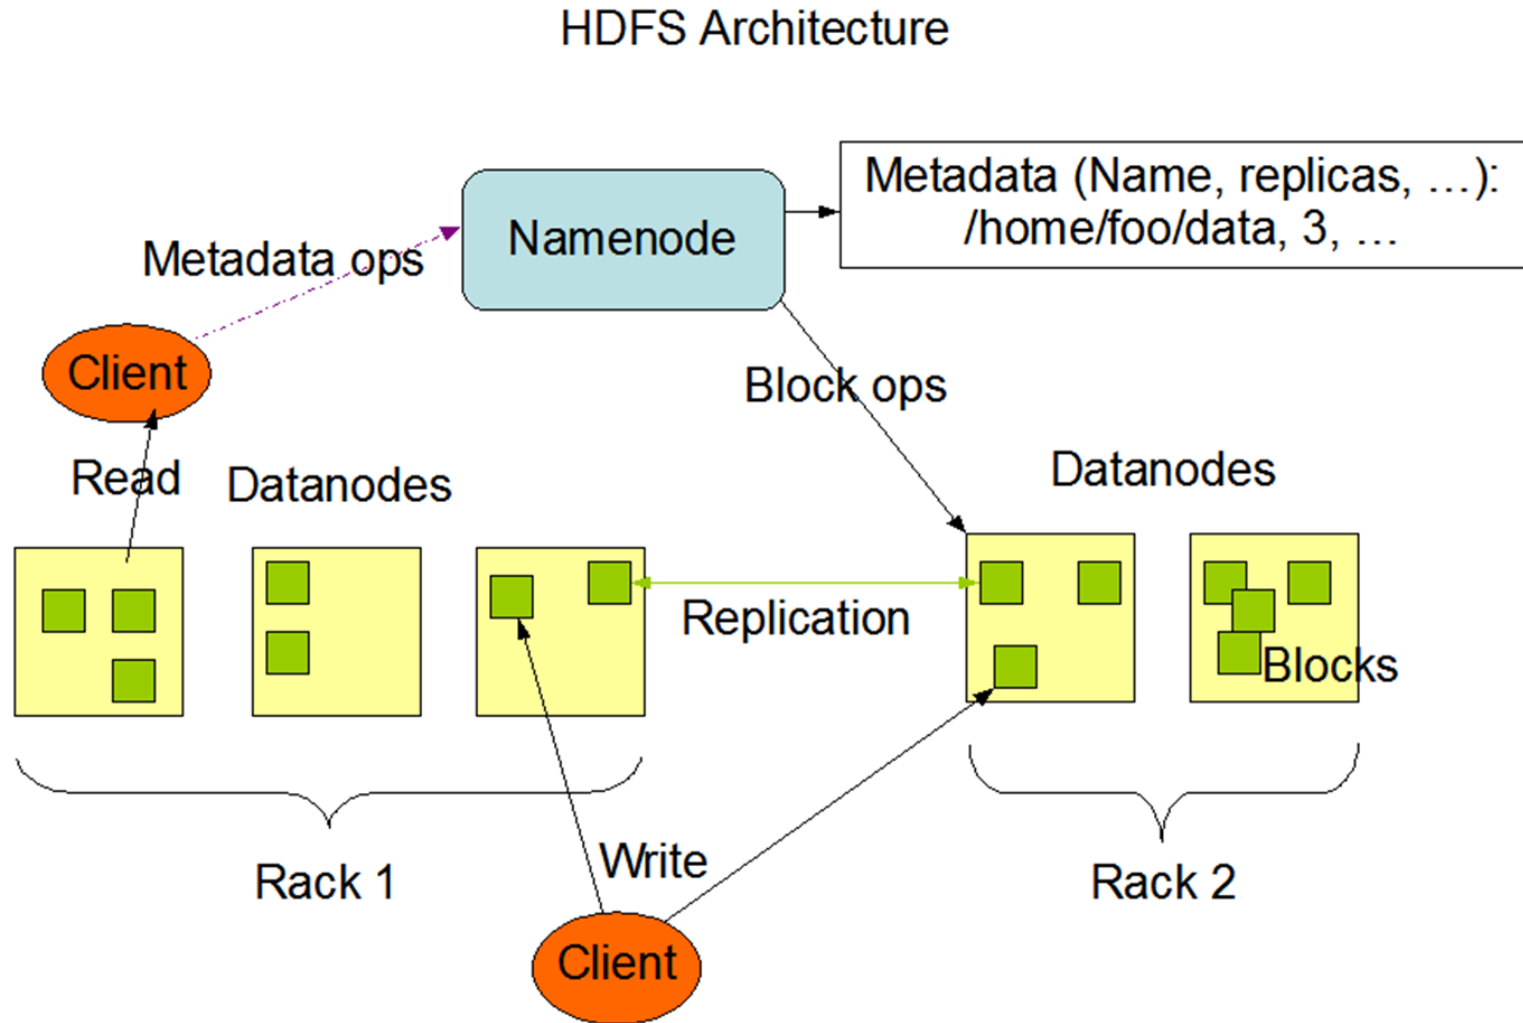 HDFS Architecture
Metadata (Name, replicas, …):
/home/foo/data, 3, …
Namenode
Metadata ops
Client
Block ops
Read
Datanodes
Datanodes
Replication
Blocks
Rack 1
Write
Rack 2
Client